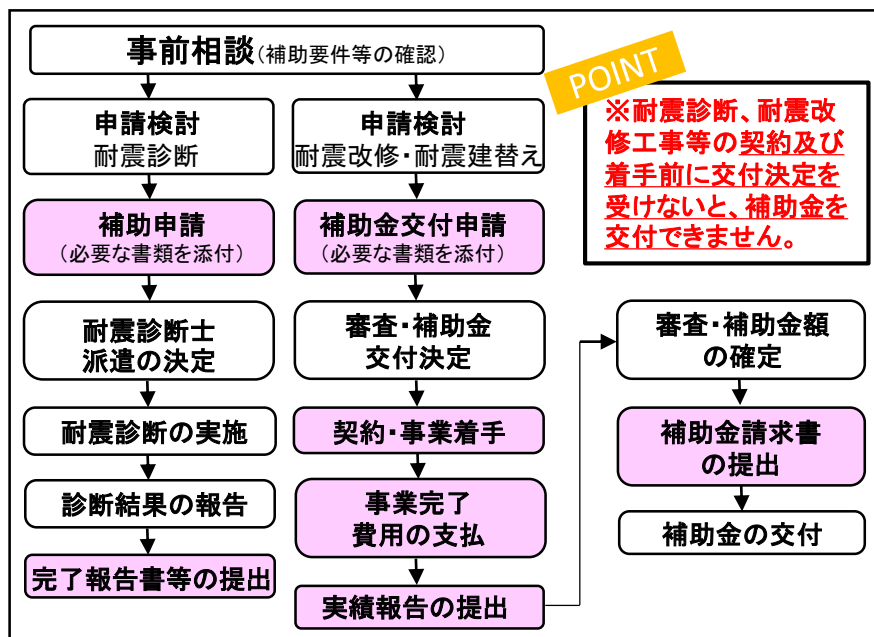 事前相談(補助要件等の確認)
申請検討
耐震診断
補助申請
(必要な書類を添付)
耐震診断士
派遣の決定
耐震診断の実施
診断結果の報告
完了報告書等の提出
申請検討
耐震改修・耐震建替え
補助金交付申請
(必要な書類を添付)
審査・補助金
交付決定
契約・事業着手
事業完了
費用の支払
実績報告の提出
審査・補助金額
の確定
補助金請求書
の提出
補助金の交付
POINT
※耐震診断、耐震改
修工事等の契約及び
着手前に交付決定を
受けないと、補助金を
交付できません。